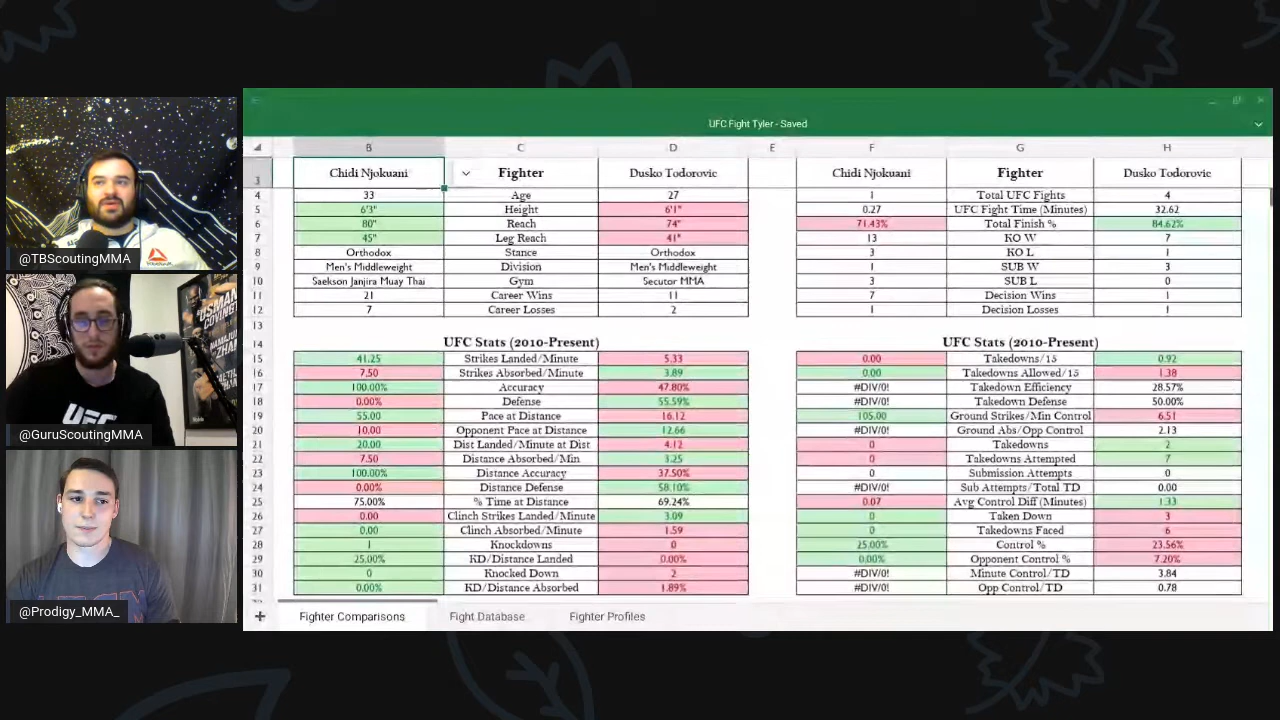 @TBScoutingMMA
@GuruScoutingMMA
@Prodigy_MMA_
UFC
USMAN
COVINGTON
UFC Fight Tyler - Saved
B C D E F G H
3 Chidi Njokuani Fighter Dusko Todorovic Chidi Njokuani Fighter Dusko Todorovic
4 33 Age 27 1 Total UFC Fights 4
5 6'3" Height 6'1" 0.27 UFC Fight Time (Minutes) 32.62
6 80" Reach 74" 71.43% Total Finish % 84.62%
7 45" Leg Reach 41" 13 KO W 7
8 Orthodox Stance Orthodox 3 KO L 1
9 Men's Middleweight Division Men's Middleweight 1 SUB W 3
10 Saekson Janjira Muay Thai Gym Secutor MMA 3 SUB L 0
11 21 Career Wins 11 7 Decision Wins 1
12 7 Career Losses 2 1 Decision Losses 1
13
14 UFC Stats (2010-Present) UFC Stats (2010-Present)
15 41.25 Strikes Landed/Minute 5.33 0.00 Takedowns/15 0.92
16 7.50 Strikes Absorbed/Minute 3.89 0.00 Takedowns Allowed/15 1.38
17 100.00% Accuracy 47.80% #DIV/0! Takedown Efficiency 28.57%
18 0.00% Defense 55.59% #DIV/0! Takedown Defense 50.00%
19 55.00 Pace at Distance 16.12 105.00 Ground Strikes/Min Control 6.51
20 10.00 Opponent Pace at Distance 12.66 #DIV/0! Ground Abs/Opp Control 2.13
21 20.00 Dist Landed/Minute at Dist 4.12 0 Takedowns 2
22 7.50 Distance Absorbed/Min 3.25 0 Takedowns Attempted 7
23 100.00% Distance Accuracy 37.50% 0 Submission Attempts 0
24 0.00% Distance Defense 58.10% #DIV/0! Sub Attempts/Total TD 0.00
25 75.00% % Time at Distance 69.24% 0.07 Avg Control Diff (Minutes) 1.33
26 0.00 Clinch Strikes Landed/Minute 3.09 0 Taken Down 3
27 0.00 Clinch Absorbed/Minute 1.59 0 Takedowns Faced 6
28 1 Knockdowns 0 25.00% Control % 23.56%
29 25.00% KD/Distance Landed 0.00% 0.00% Opponent Control % 7.20%
30 0 Knocked Down 2 #DIV/0! Minute Control/TD 3.84
31 0.00% KD/Distance Absorbed 1.89% #DIV/0! Opp Control/TD 0.78
Fighter Comparisons Fight Database Fighter Profiles